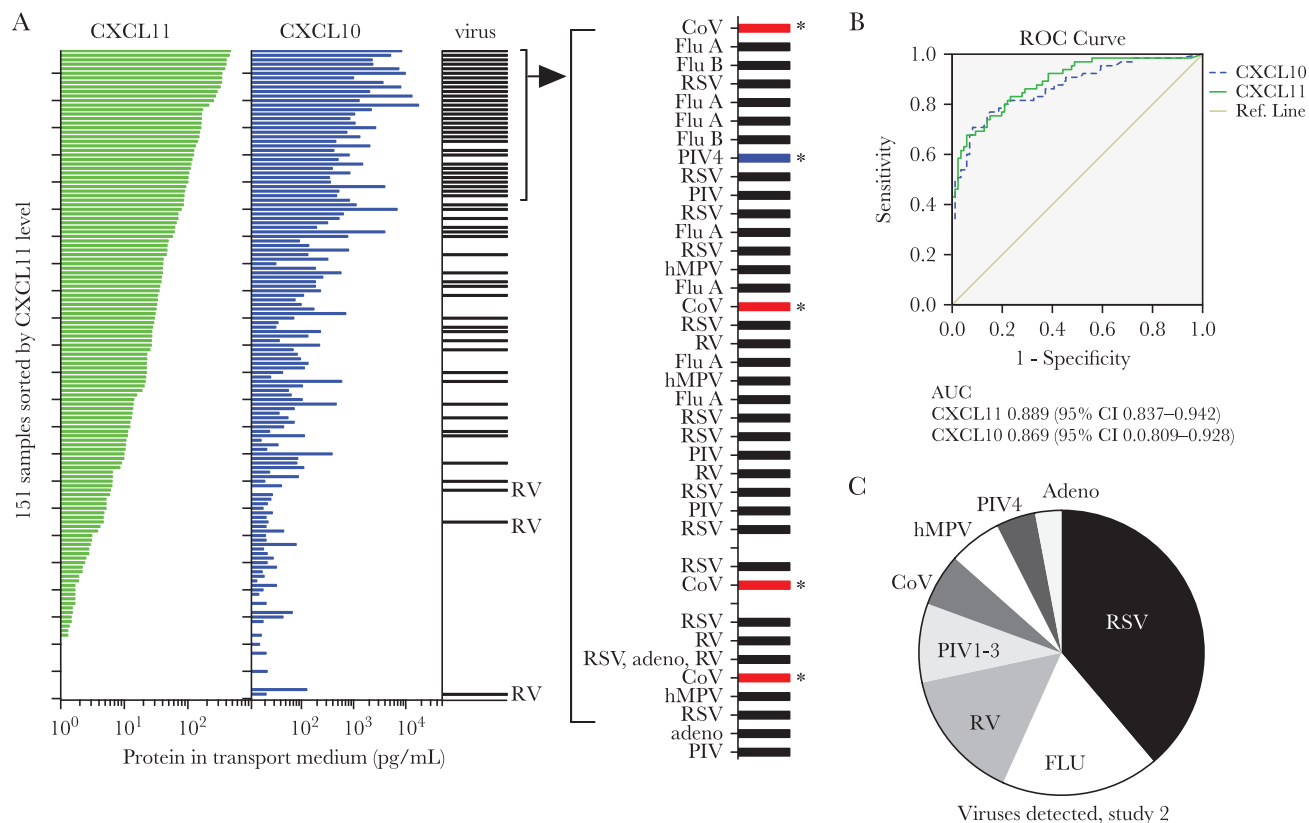 A
CXCL11
CXCL10
virus
151 samples sorted by CXCL11 level
RV
RV
RV
10^0
10^1
10^2
10^2
10^3
10^4
Protein in transport medium (pg/mL)
CoV *
Flu A
Flu B
RSV
Flu A
Flu A
Flu B
PIV4 *
RSV
PIV
RSV
Flu A
RSV
hMPV
Flu A
CoV *
RSV
RV
Flu A
hMPV
Flu A
RSV
RSV
PIV
RV
RSV
PIV
RSV
RSV
CoV *
RSV
RV
RSV, adeno, RV
CoV *
hMPV
RSV
adeno
PIV
B
ROC Curve
1.0
0.8
0.6
0.4
0.2
0.0
Sensitivity
0.0 0.2 0.4 0.6 0.8 1.0
1 - Specificity
CXCL10
CXCL11
Ref. Line
AUC
CXCL11 0.889 (95% CI 0.837–0.942)
CXCL10 0.869 (95% CI 0.0.809–0.928)
C
Adeno
PIV4
hMPV
CoV
PIV1-3
RV
FLU
RSV
Viruses detected, study 2